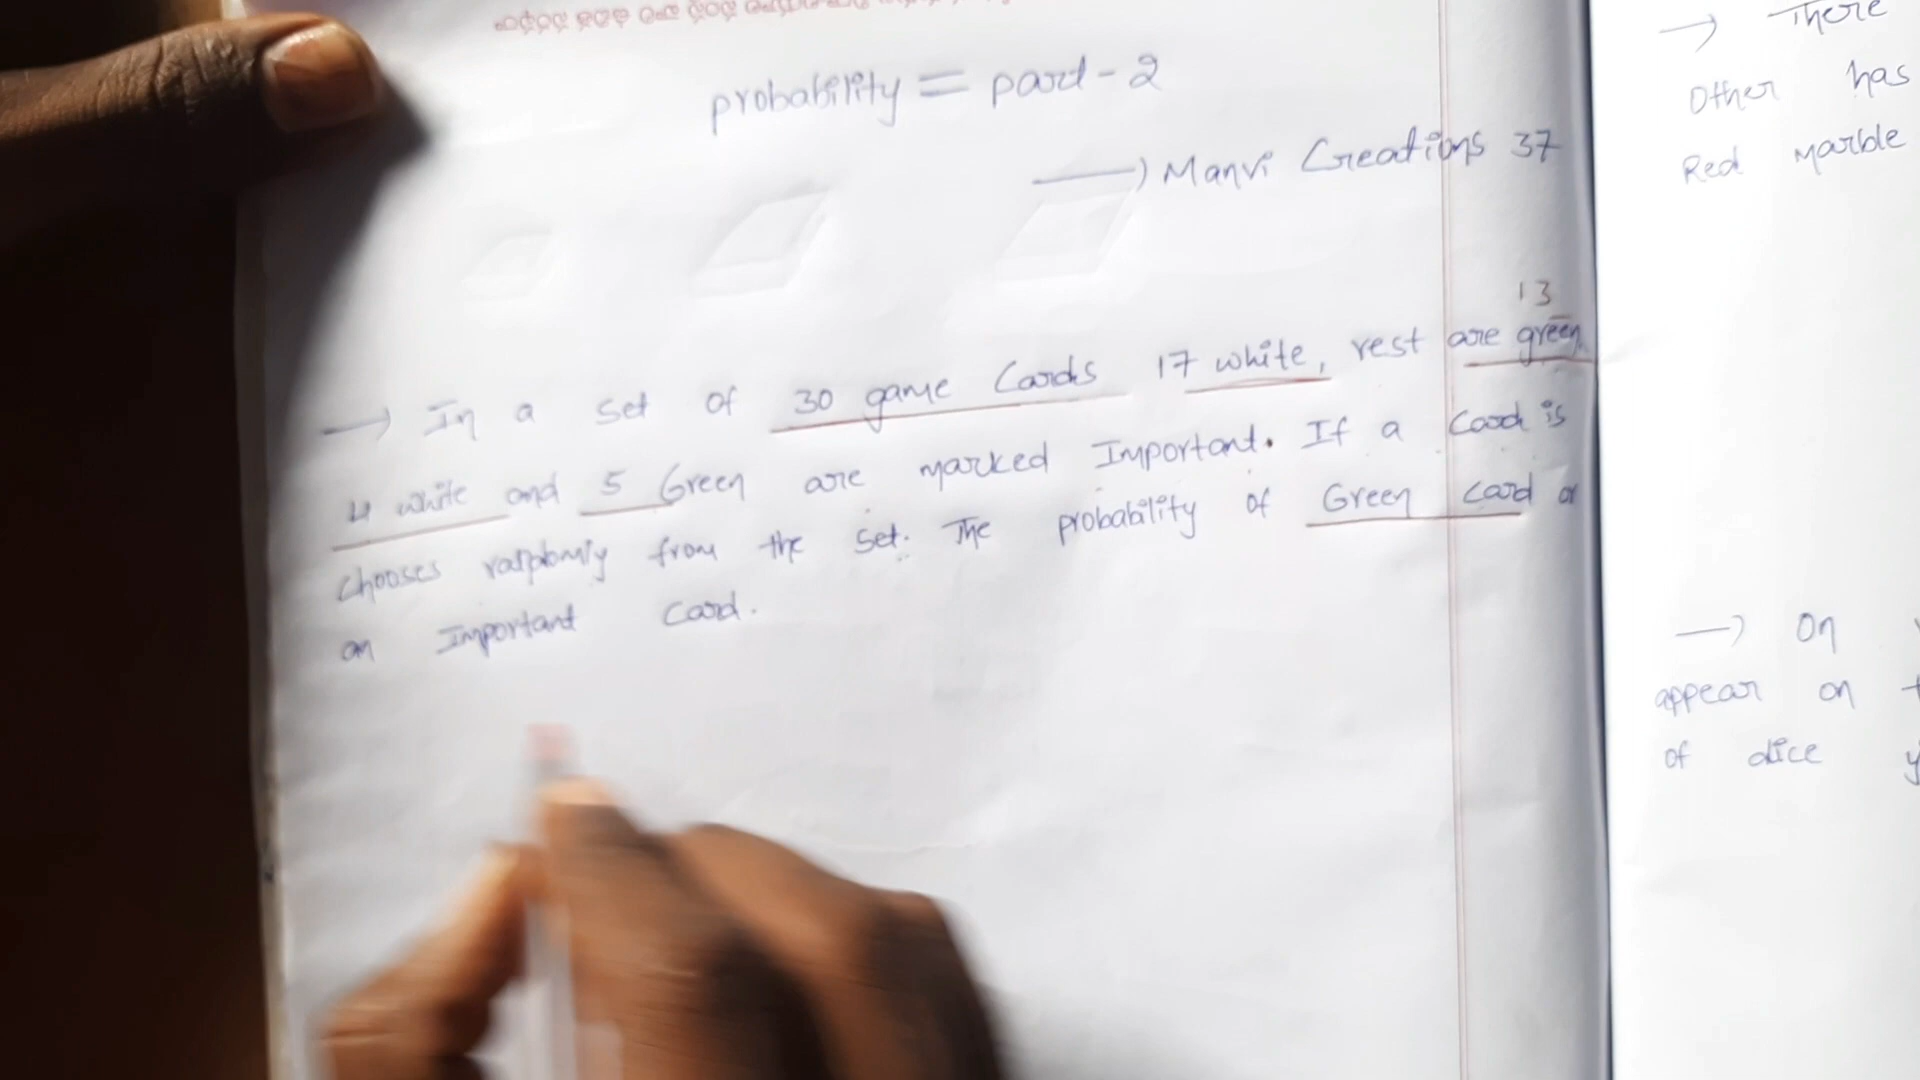 probability = part - 2
→ Manvi Creations 37
13
→ In a set of 30 game Cards 17 white, rest are green
4 white and 5 Green are marked Important. If a Card is
chooses from the set. The probability of Green Card or
an Important Card.
→ There
Other has
Red Marble
→ On
appear on
of dice